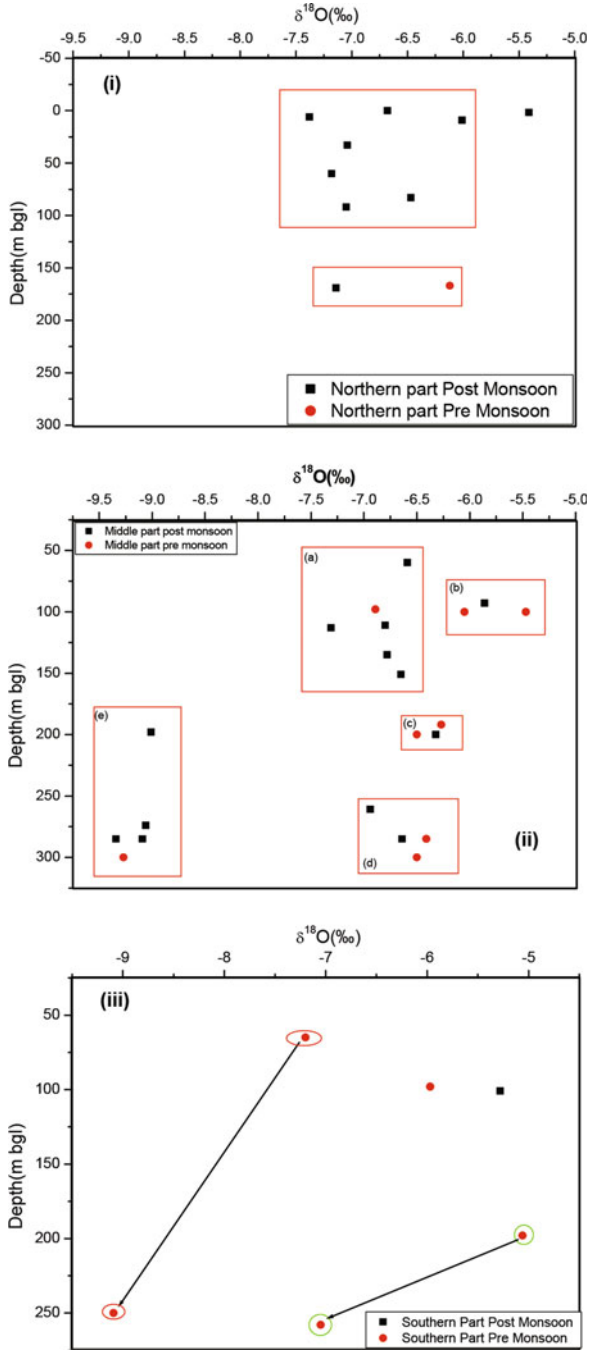 δ18O(‰)
-9.5 -9.0 -8.5 -8.0 -7.5 -7.0 -6.5 -6.0 -5.5 -5.0
-50
(i)
0
50
100
150
200
250
300
Depth(m bgl)
Northern part Post Monsoon
Northern part Pre Monsoon
δ18O(‰)
-9.5 -9.0 -8.5 -8.0 -7.5 -7.0 -6.5 -6.0 -5.5 -5.0
Middle part post monsoon
Middle part pre monsoon
50
100
150
200
250
300
Depth(m bgl)
(a)
(b)
(c)
(e)
(d)
(ii)
δ18O(‰)
-9 -8 -7 -6 -5
(iii)
50
100
150
200
250
Depth(m bgl)
Southern Part Post Monsoon
Southern Part Pre Monsoon